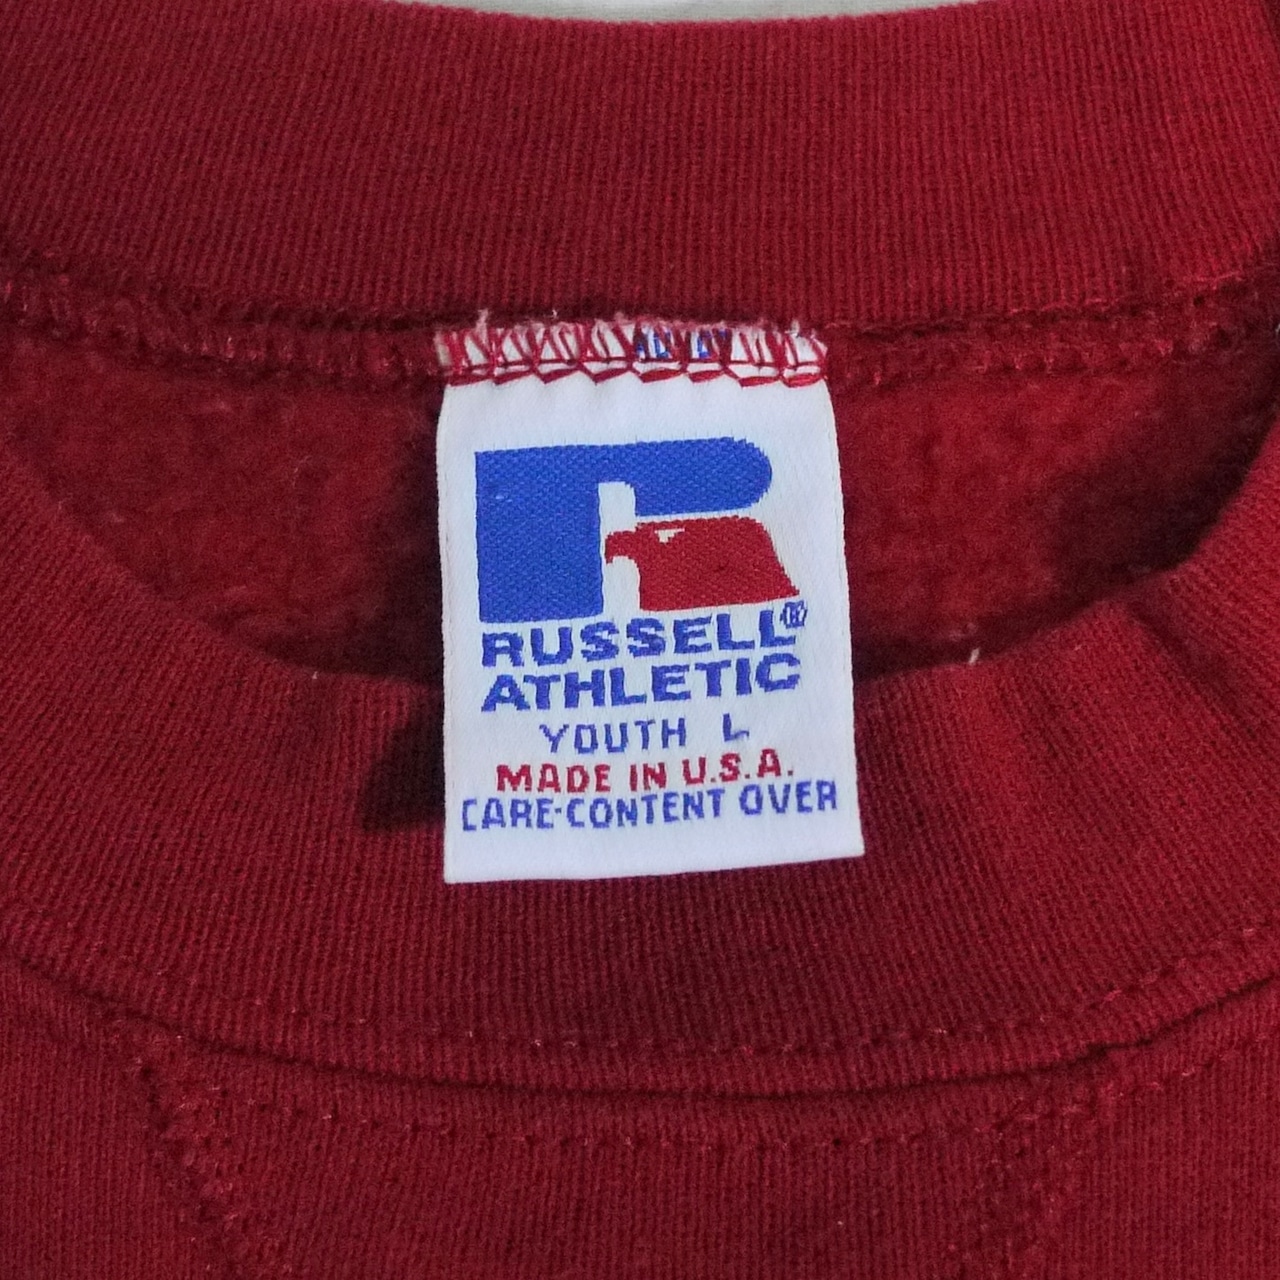 RUSSELL®
ATHLETIC
YOUTH L
MADE IN U.S.A.
CARE-CONTENT OVER